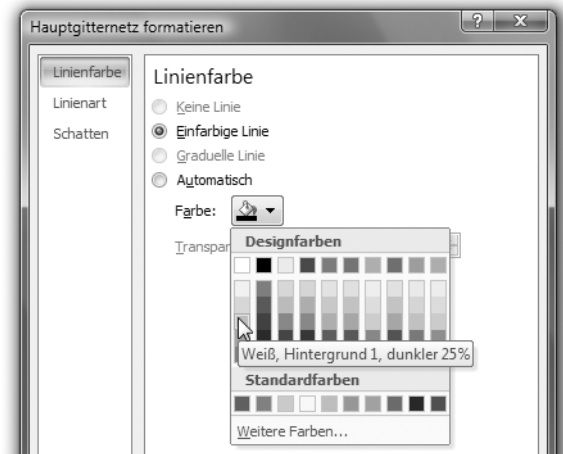 Hauptgitternetz formatieren
?
X
Linienfarbe
Linienart
Schatten
Linienfarbe
Keine Linie
Einfarbige Linie
Graduelle Linie
Automatisch
Farbe:
Transpar
Designfarben
Weiß, Hintergrund 1, dunkler 25%
Standardfarben
Weitere Farben...